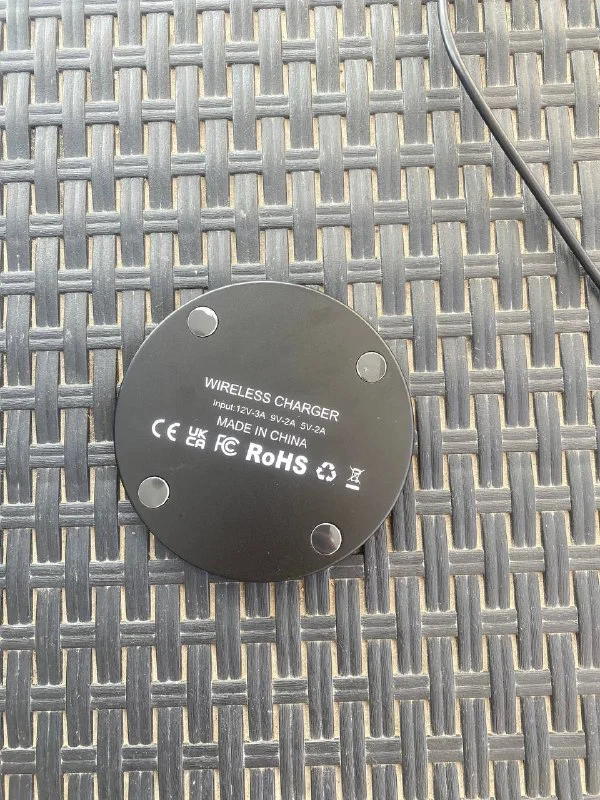 WIRELESS CHARGER
Input:12V-3A 9V-2A 5V-2A
MADE IN CHINA
CE UK CA FC RoHS